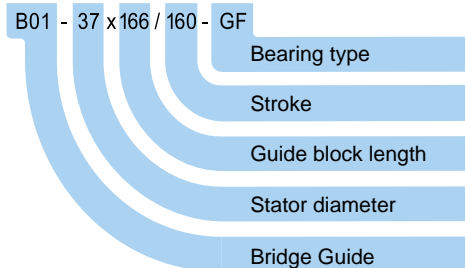 B01 - 37 x 166 / 160 - GF
Bearing type
Stroke
Guide block length
Stator diameter
Bridge Guide